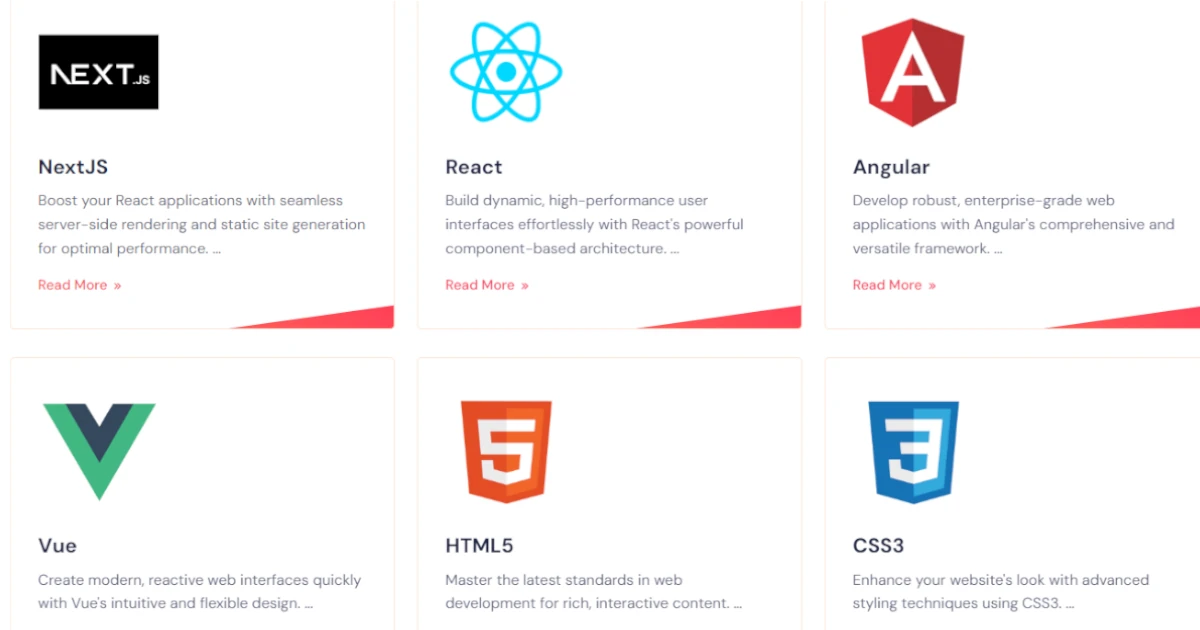 NEXT.JS
NextJS
Boost your React applications with seamless
server-side rendering and static site generation
for optimal performance. ...
Read More »
React
Build dynamic, high-performance user
interfaces effortlessly with React's powerful
component-based architecture. ...
Read More »
Angular
Develop robust, enterprise-grade web
applications with Angular's comprehensive and
versatile framework. ...
Read More »
Vue
Create modern, reactive web interfaces quickly
with Vue's intuitive and flexible design. ...
5
HTML5
Master the latest standards in web
development for rich, interactive content. ...
3
CSS3
Enhance your website's look with advanced
styling techniques using CSS3. ...